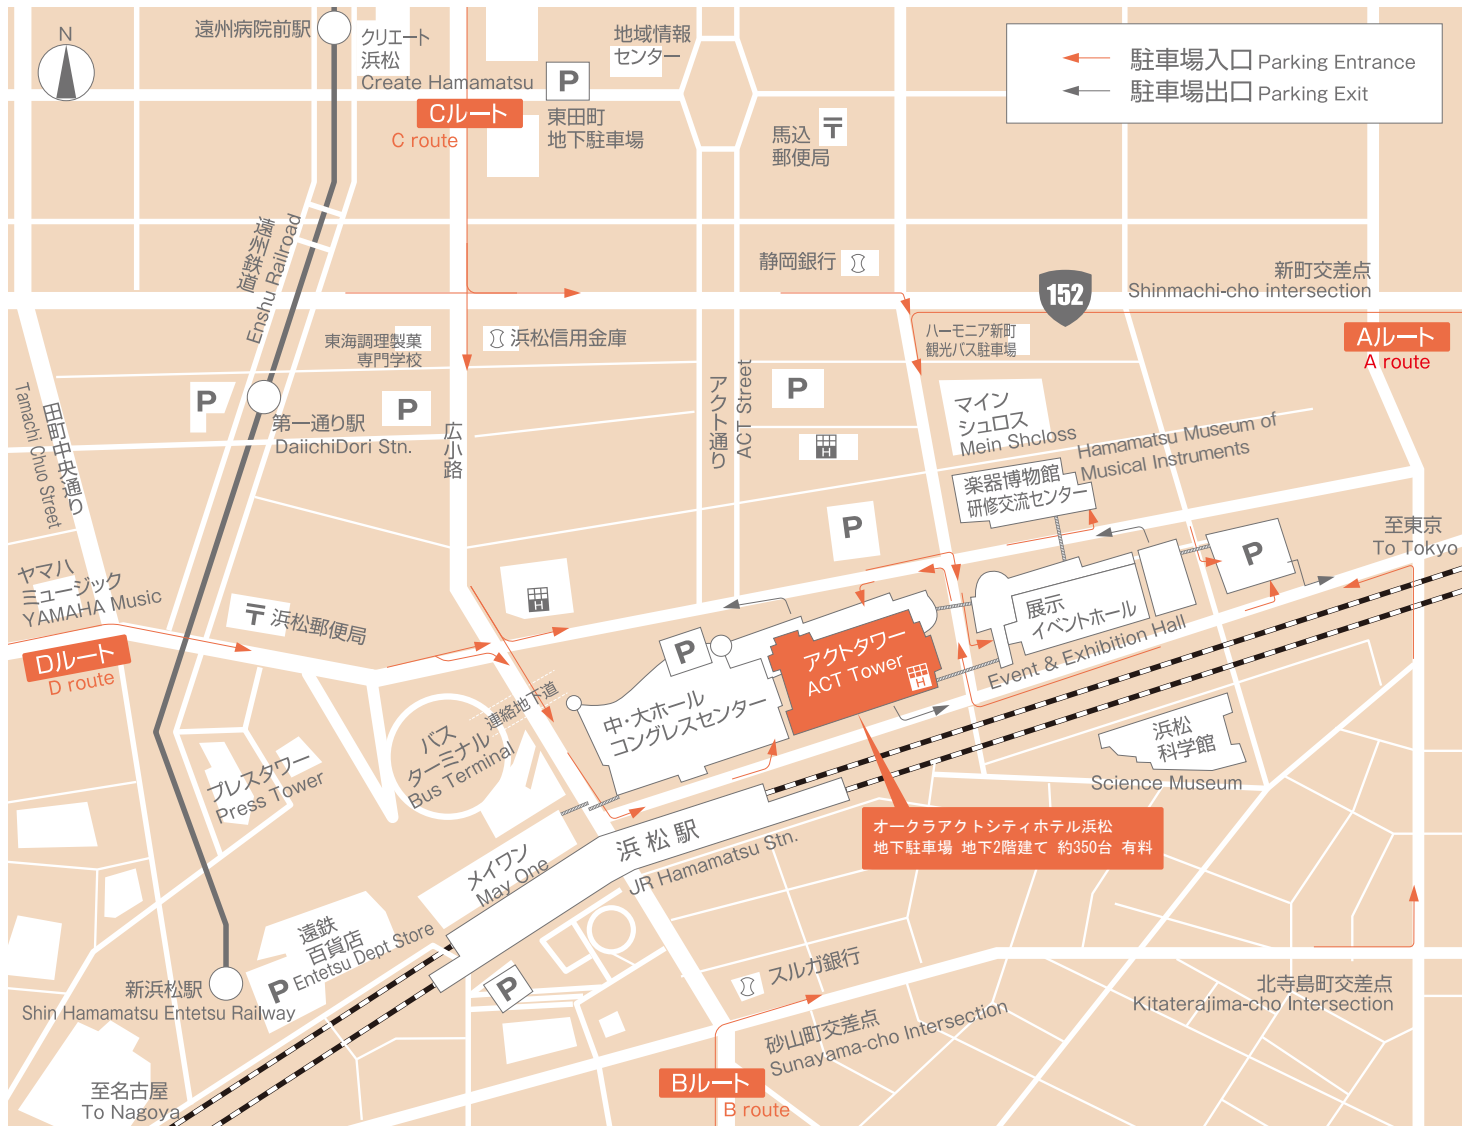 N
遠州病院前駅
クリエート
浜松
Create Hamamatsu
地域情報
センター
P
東田町
地下駐車場
Cルート
C route
馬込
郵便局
駐車場入口 Parking Entrance
駐車場出口 Parking Exit
遠州鉄道
Enshu Railroad
静岡銀行
152
新町交差点
Shinmachi-cho intersection
Aルート
A route
東海調理製菓
専門学校
浜松信用金庫
ハーモニア新町
観光バス駐車場
P
第一通り駅
DaiichiDori Stn.
P
広小路
アクト通り
ACT Street
P
H
マイン
シュロス
Mein Shcloss
Hamamatsu Museum of
Musical Instruments
楽器博物館
研修交流センター
田町中央通り
Tamachi Chuo Street
P
P
至東京
To Tokyo
ヤマハ
ミュージック
YAMAHA Music
浜松郵便局
H
Dルート
D route
P
アクトタワー
ACT Tower
H
展示
イベントホール
Event & Exhibition Hall
中・大ホール
コングレスセンター
連絡地下道
バス
ターミナル
Bus Terminal
プレスタワー
Press Tower
浜松
科学館
Science Museum
オークラアクトシティホテル浜松
地下駐車場 地下2階建て 約350台 有料
浜松駅
JR Hamamatsu Stn.
メイワン
May One
遠鉄
百貨店
Entetsu Dept Store
P
P
新浜松駅
Shin Hamamatsu Entetsu Railway
スルガ銀行
砂山町交差点
Sunayama-cho Intersection
北寺島町交差点
Kitaterajima-cho Intersection
Bルート
B route
至名古屋
To Nagoya